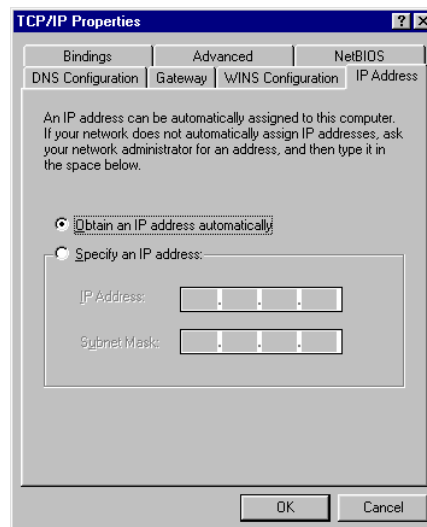 TCP/IP Properties
Bindings Advanced NetBIOS
DNS Configuration Gateway WINS Configuration IP Address
An IP address can be automatically assigned to this computer.
If your network does not automatically assign IP addresses, ask
your network administrator for an address, and then type it in
the space below.
Obtain an IP address automatically
Specify an IP address:
IP Address:
Subnet Mask:
OK Cancel